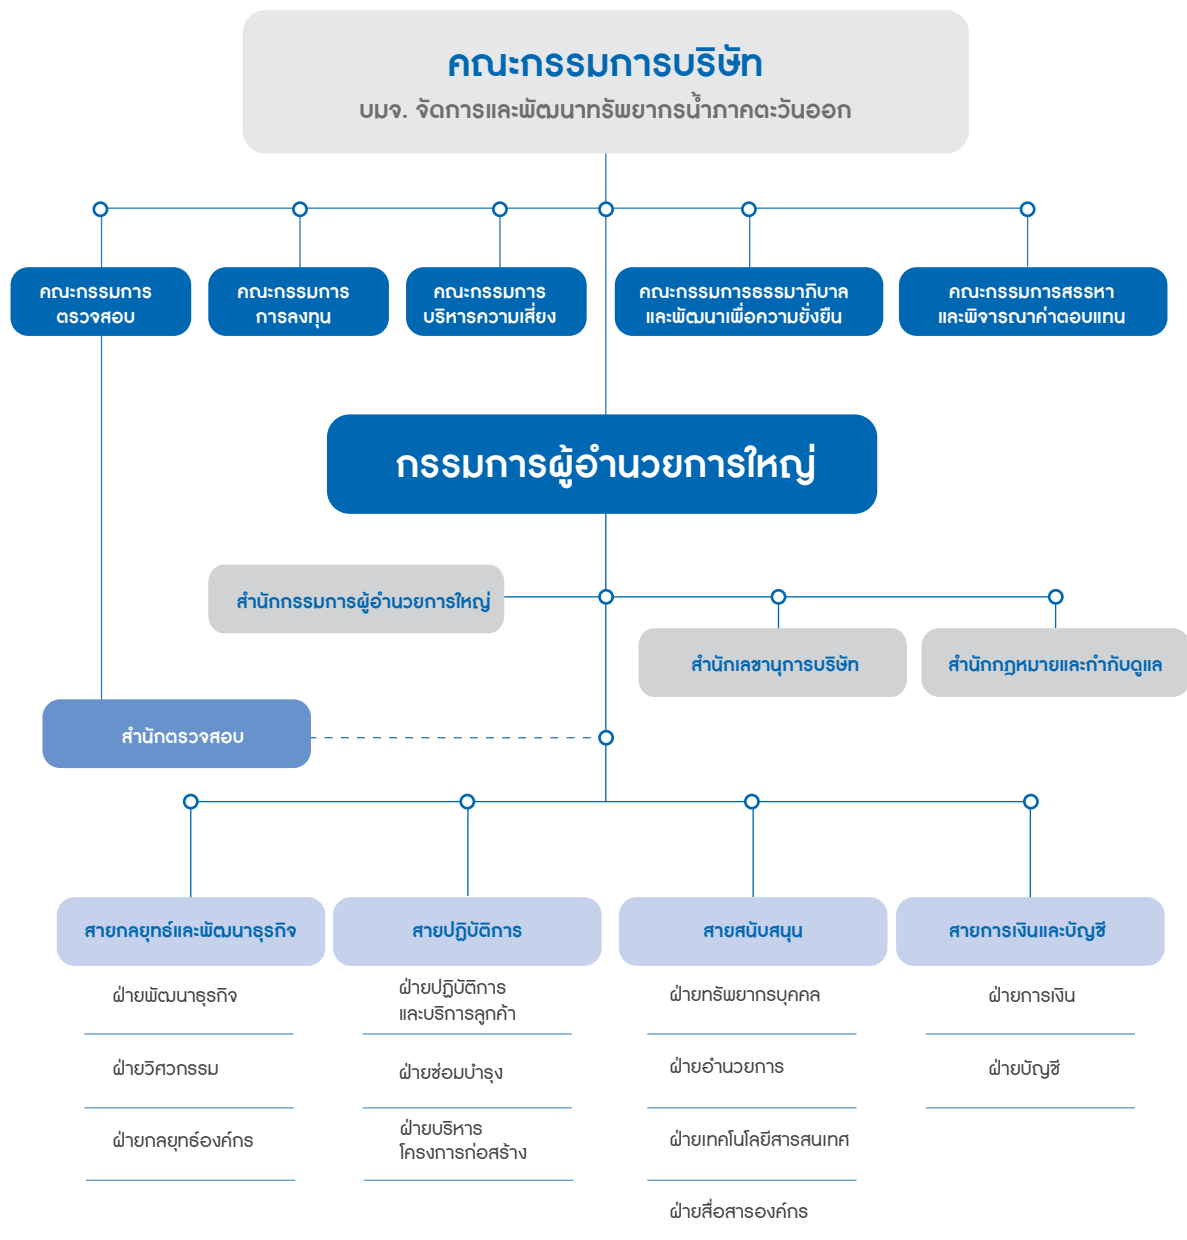 คณะกรรมการบริษัท
บมจ. จัดการและพัฒนาทรัพยากรน้ำภาคตะวันออก
คณะกรรมการ
ตรวจสอบ
คณะกรรมการ
การลงทุน
คณะกรรมการ
บริหารความเสี่ยง
คณะกรรมการธรรมาภิบาล
และพัฒนาเพื่อความยั่งยืน
คณะกรรมการสรรหา
และพิจารณาค่าตอบแทน
กรรมการผู้อำนวยการใหญ่
สำนักกรรมการผู้อำนวยการใหญ่
สำนักเลขานุการบริษัท
สำนักกฎหมายและกำกับดูแล
สำนักตรวจสอบ
สายกลยุทธ์และพัฒนาธุรกิจ
ฝ่ายพัฒนาธุรกิจ
ฝ่ายวิศวกรรม
ฝ่ายกลยุทธ์องค์กร
สายปฏิบัติการ
ฝ่ายปฏิบัติการ
และบริการลูกค้า
ฝ่ายซ่อมบำรุง
ฝ่ายบริหาร
โครงการก่อสร้าง
สายสนับสนุน
ฝ่ายทรัพยากรบุคคล
ฝ่ายอำนวยการ
ฝ่ายเทคโนโลยีสารสนเทศ
ฝ่ายสื่อสารองค์กร
สายการเงินและบัญชี
ฝ่ายการเงิน
ฝ่ายบัญชี